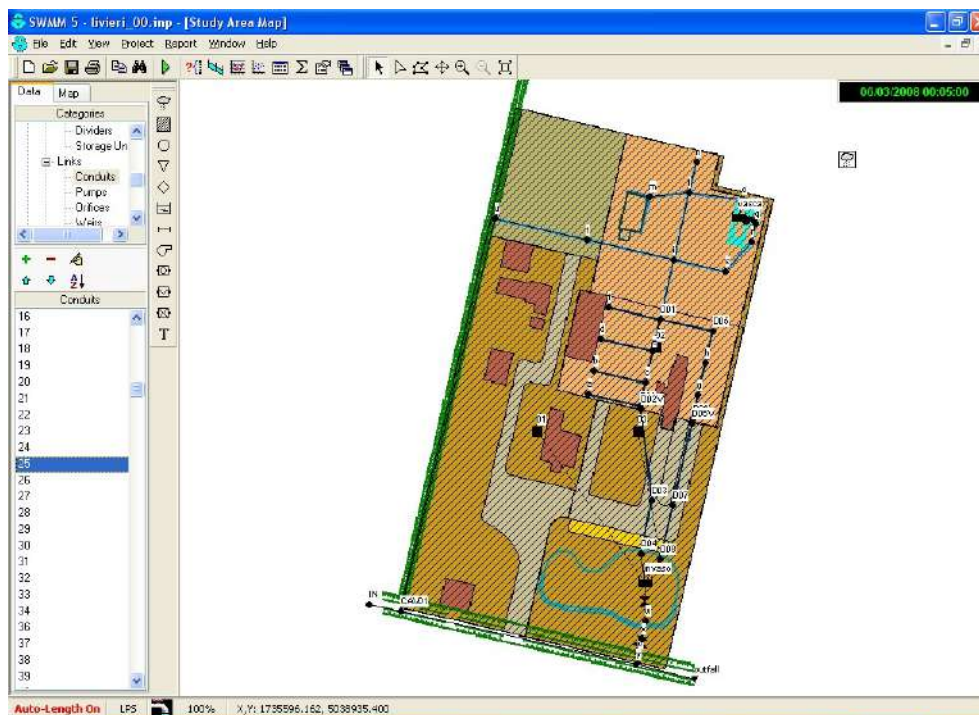 SWMM 5 - livieri_00.inp - [Study Area Map]
File Edit View Project Report Window Help
Data Map
06/03/2008 00:05:00
Categories
Dividers
Storage Un
Links
Conduits
Pumps
Orifices
Weirs
Conduits
16
17
18
19
20
21
22
23
24
25
26
27
28
29
30
31
32
33
34
35
36
37
38
39
T
m
vasca
D01
D06
D2
h
D02V
D05V
D1
D03
D07
D04
D08
invaso
IN
CAV01
outfall
Auto-Length On LPS 100% X,Y: 1735596.162, 5038935.400